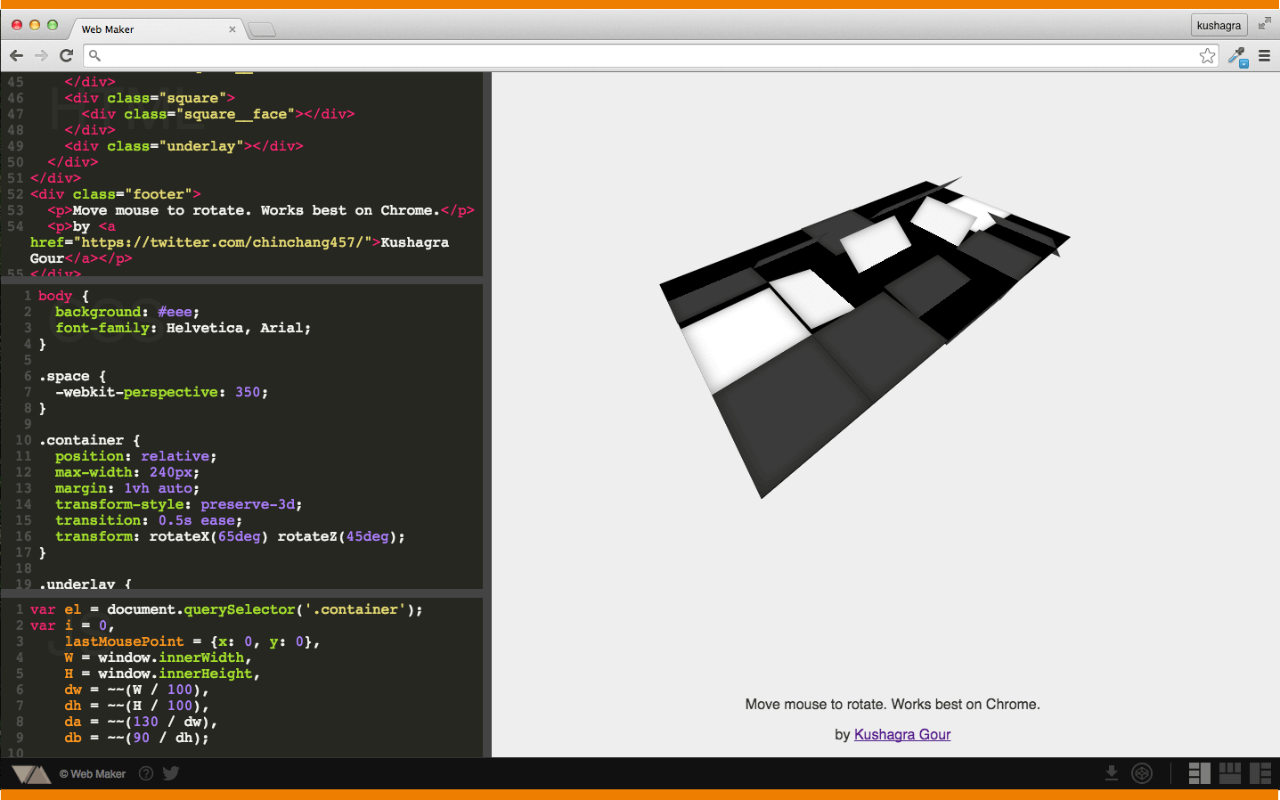 Web Maker
kushagra
45
46
47
48
49
50
51
52
53
54
55
</div>
<div class="square">
<div class="square__face"></div>
</div>
<div class="underlay"></div>
</div>
</div>
<div class="footer">
<p>Move mouse to rotate. Works best on Chrome.</p>
<p>by <a
href="https://twitter.com/chinchang457/">Kushagra
Gour</a></p>
</div>
HTML
1 body {
2 background: #eee;
3 font-family: Helvetica, Arial;
4 }
5
6 .space {
7 -webkit-perspective: 350;
8 }
9
10 .container {
11 position: relative;
12 max-width: 240px;
13 margin: 1vh auto;
14 transform-style: preserve-3d;
15 transition: 0.5s ease;
16 transform: rotateX(65deg) rotateZ(45deg);
17 }
18
19 .underlay {
CSS
1 var el = document.querySelector('.container');
2 var i = 0,
3 lastMousePoint = {x: 0, y: 0},
4 W = window.innerWidth,
5 H = window.innerHeight,
6 dw = ~~(W / 100),
7 dh = ~~(H / 100),
8 da = ~~(130 / dw),
9 db = ~~(90 / dh);
10
JS
Move mouse to rotate. Works best on Chrome.
by Kushagra Gour
© Web Maker